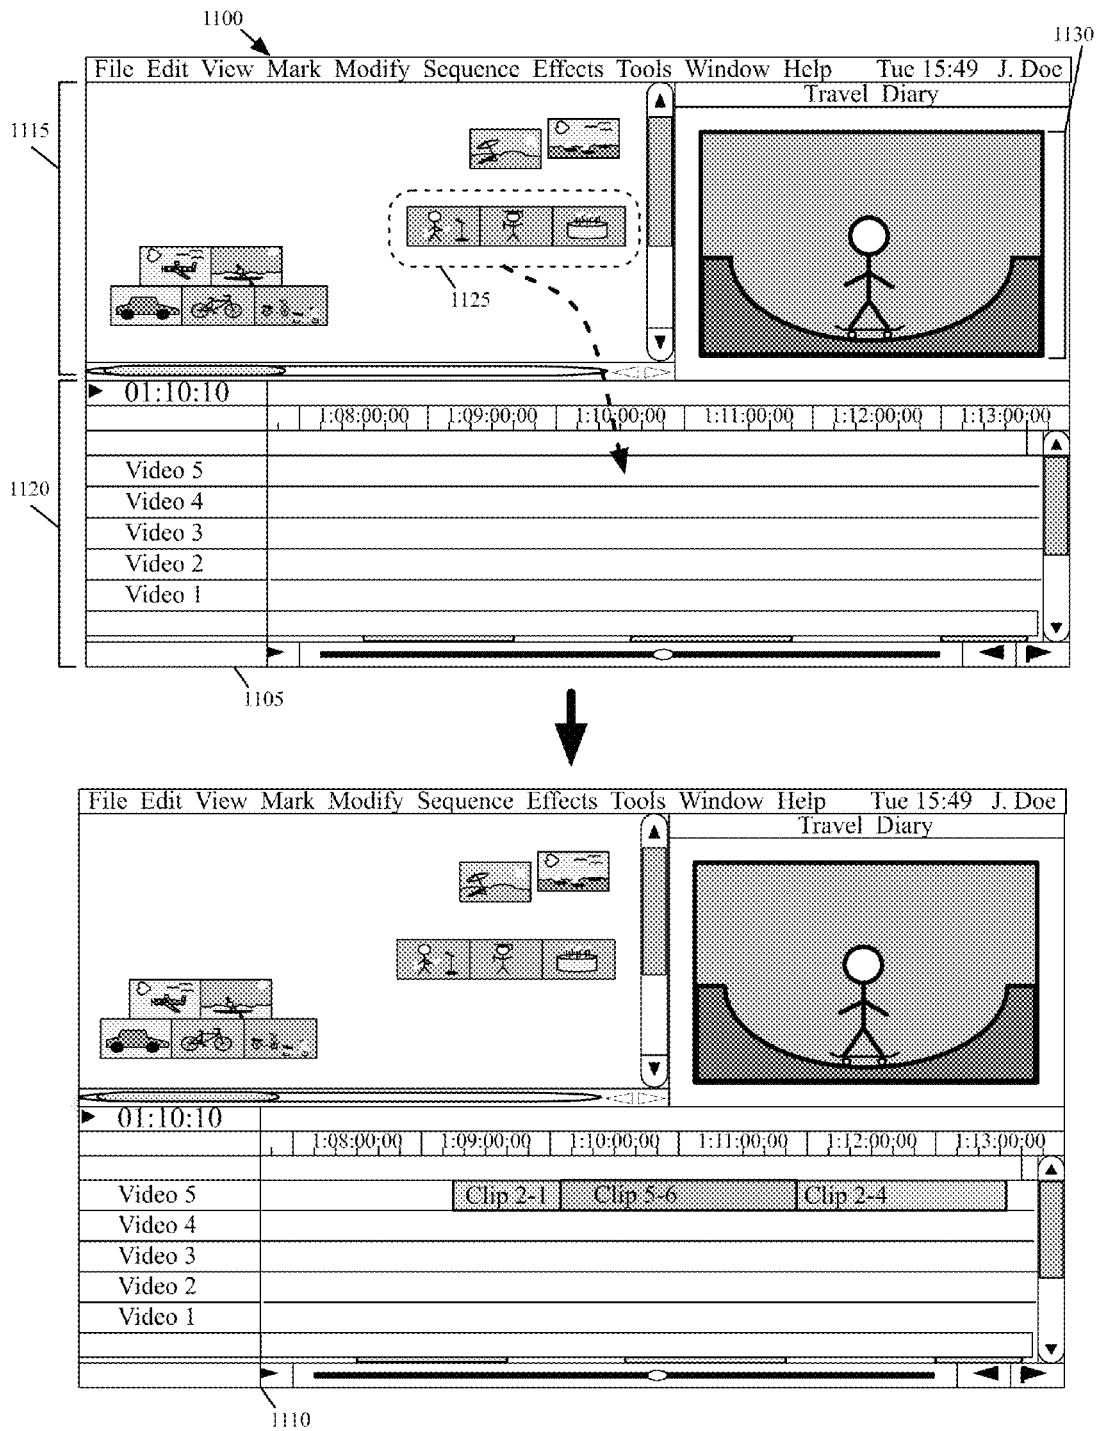 1100
1130
File Edit View Mark Modify Sequence Effects Tools Window Help Tue 15:49 J. Doe
Travel Diary
1115
1125
01:10:10
1:08:00:00 1:09:00:00 1:10:00:00 1:11:00:00 1:12:00:00 1:13:00:00
1120
Video 5
Video 4
Video 3
Video 2
Video 1
1105
File Edit View Mark Modify Sequence Effects Tools Window Help Tue 15:49 J. Doe
Travel Diary
01:10:10
1:08:00:00 1:09:00:00 1:10:00:00 1:11:00:00 1:12:00:00 1:13:00:00
Video 5 Clip 2-1 Clip 5-6 Clip 2-4
Video 4
Video 3
Video 2
Video 1
1110